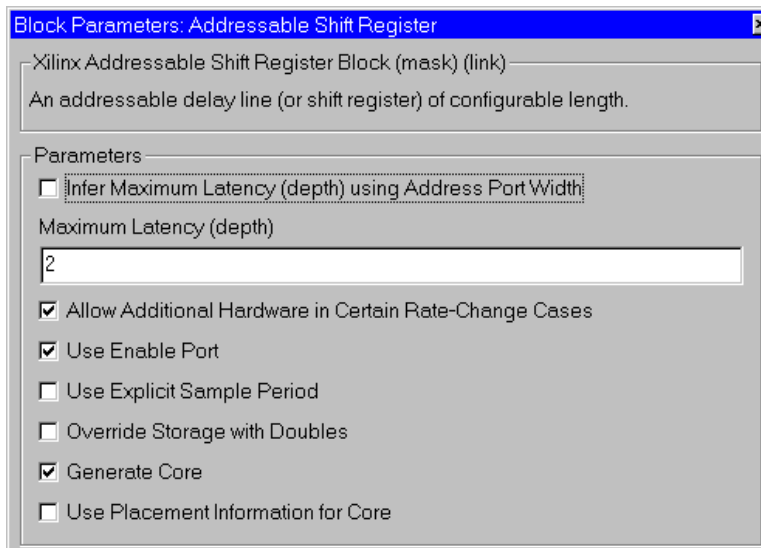 Block Parameters: Addressable Shift Register
Xilinx Addressable Shift Register Block (mask) (link)
An addressable delay line (or shift register) of configurable length.
Parameters
Infer Maximum Latency (depth) using Address Port Width
Maximum Latency (depth)
2
Allow Additional Hardware in Certain Rate-Change Cases
Use Enable Port
Use Explicit Sample Period
Override Storage with Doubles
Generate Core
Use Placement Information for Core